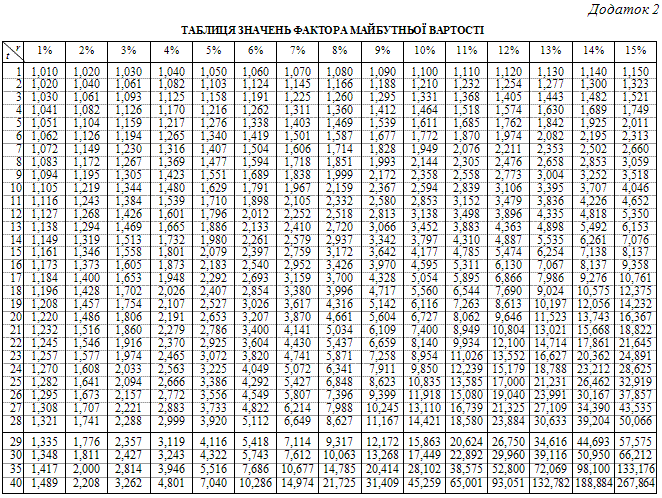 Додаток 2
ТАБЛИЦЯ ЗНАЧЕНЬ ФАКТОРА МАЙБУТНЬОЇ ВАРТОСТІ
t r 1% 2% 3% 4% 5% 6% 7% 8% 9% 10% 11% 12% 13% 14% 15%
1 1,010 1,020 1,030 1,040 1,050 1,060 1,070 1,080 1,090 1,100 1,110 1,120 1,130 1,140 1,150
2 1,020 1,040 1,061 1,082 1,103 1,124 1,145 1,166 1,188 1,210 1,232 1,254 1,277 1,300 1,323
3 1,030 1,061 1,093 1,125 1,158 1,191 1,225 1,260 1,295 1,331 1,368 1,405 1,443 1,482 1,521
4 1,041 1,082 1,126 1,170 1,216 1,262 1,311 1,360 1,412 1,464 1,518 1,574 1,630 1,689 1,749
5 1,051 1,104 1,159 1,217 1,276 1,338 1,403 1,469 1,539 1,611 1,685 1,762 1,842 1,925 2,011
6 1,062 1,126 1,194 1,265 1,340 1,419 1,501 1,587 1,677 1,772 1,870 1,974 2,082 2,195 2,313
7 1,072 1,149 1,230 1,316 1,407 1,504 1,606 1,714 1,828 1,949 2,076 2,211 2,353 2,502 2,660
8 1,083 1,172 1,267 1,369 1,477 1,594 1,718 1,851 1,993 2,144 2,305 2,476 2,658 2,853 3,059
9 1,094 1,195 1,305 1,423 1,551 1,689 1,838 1,999 2,172 2,358 2,558 2,773 3,004 3,252 3,518
10 1,105 1,219 1,344 1,480 1,629 1,791 1,967 2,159 2,367 2,594 2,839 3,106 3,395 3,707 4,046
11 1,116 1,243 1,384 1,539 1,710 1,898 2,105 2,332 2,580 2,853 3,152 3,479 3,836 4,226 4,652
12 1,127 1,268 1,426 1,601 1,796 2,012 2,252 2,518 2,813 3,138 3,498 3,896 4,335 4,818 5,350
13 1,138 1,294 1,469 1,665 1,886 2,133 2,410 2,720 3,066 3,452 3,883 4,363 4,898 5,492 6,153
14 1,149 1,319 1,513 1,732 1,980 2,261 2,579 2,937 3,342 3,797 4,310 4,887 5,535 6,261 7,076
15 1,161 1,346 1,558 1,801 2,079 2,397 2,759 3,172 3,642 4,177 4,785 5,474 6,254 7,138 8,137
16 1,173 1,373 1,605 1,873 2,183 2,540 2,952 3,426 3,970 4,595 5,311 6,130 7,067 8,137 9,358
17 1,184 1,400 1,653 1,948 2,292 2,693 3,159 3,700 4,328 5,054 5,895 6,866 7,986 9,276 10,761
18 1,196 1,428 1,702 2,026 2,407 2,854 3,380 3,996 4,717 5,560 6,544 7,690 9,024 10,575 12,375
19 1,208 1,457 1,754 2,107 2,527 3,026 3,617 4,316 5,142 6,116 7,263 8,613 10,197 12,056 14,232
20 1,220 1,486 1,806 2,191 2,653 3,207 3,870 4,661 5,604 6,727 8,062 9,646 11,523 13,743 16,367
21 1,232 1,516 1,860 2,279 2,786 3,400 4,141 5,034 6,109 7,400 8,949 10,804 13,021 15,668 18,822
22 1,245 1,546 1,916 2,370 2,925 3,604 4,430 5,437 6,659 8,140 9,934 12,100 14,714 17,861 21,645
23 1,257 1,577 1,974 2,465 3,072 3,820 4,741 5,871 7,258 8,954 11,026 13,552 16,627 20,362 24,891
24 1,270 1,608 2,033 2,563 3,225 4,049 5,072 6,341 7,911 9,850 12,239 15,179 18,788 23,212 28,625
25 1,282 1,641 2,094 2,666 3,386 4,292 5,427 6,848 8,623 10,835 13,585 17,000 21,231 26,462 32,919
26 1,295 1,673 2,157 2,772 3,556 4,549 5,807 7,396 9,399 11,918 15,080 19,040 23,991 30,167 37,857
27 1,308 1,707 2,221 2,883 3,733 4,822 6,214 7,988 10,245 13,110 16,739 21,325 27,109 34,390 43,535
28 1,321 1,741 2,288 2,999 3,920 5,112 6,649 8,627 11,167 14,421 18,580 23,884 30,633 39,204 50,066
29 1,335 1,776 2,357 3,119 4,116 5,418 7,114 9,317 12,172 15,863 20,624 26,750 34,616 44,693 57,575
30 1,348 1,811 2,427 3,243 4,322 5,743 7,612 10,063 13,268 17,449 22,892 29,960 39,116 50,950 66,212
35 1,417 2,000 2,814 3,946 5,516 7,686 10,677 14,785 20,414 28,102 38,575 52,800 72,069 98,100 133,176
40 1,489 2,208 3,262 4,801 7,040 10,286 14,974 21,725 31,409 45,259 65,001 93,051 132,782 188,884 267,864